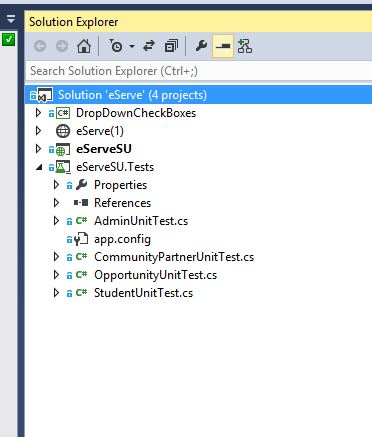 Solution Explorer
Search Solution Explorer (Ctrl+;)
Solution 'eServe' (4 projects)
DropDownCheckBoxes
eServe(1)
eServeSU
eServeSU.Tests
Properties
References
C# AdminUnitTest.cs
app.config
C# CommunityPartnerUnitTest.cs
C# OpportunityUnitTest.cs
C# StudentUnitTest.cs